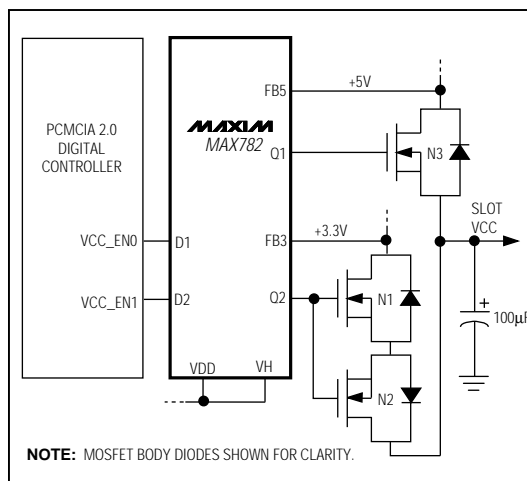 PCMCIA 2.0
DIGITAL
CONTROLLER
VCC_EN0
VCC_EN1
MAXIM
MAX782
FB5
Q1
D1
D2
FB3
Q2
VDD
VH
+5V
N3
SLOT
VCC
+3.3V
N1
N2
+
100µF
NOTE: MOSFET BODY DIODES SHOWN FOR CLARITY.